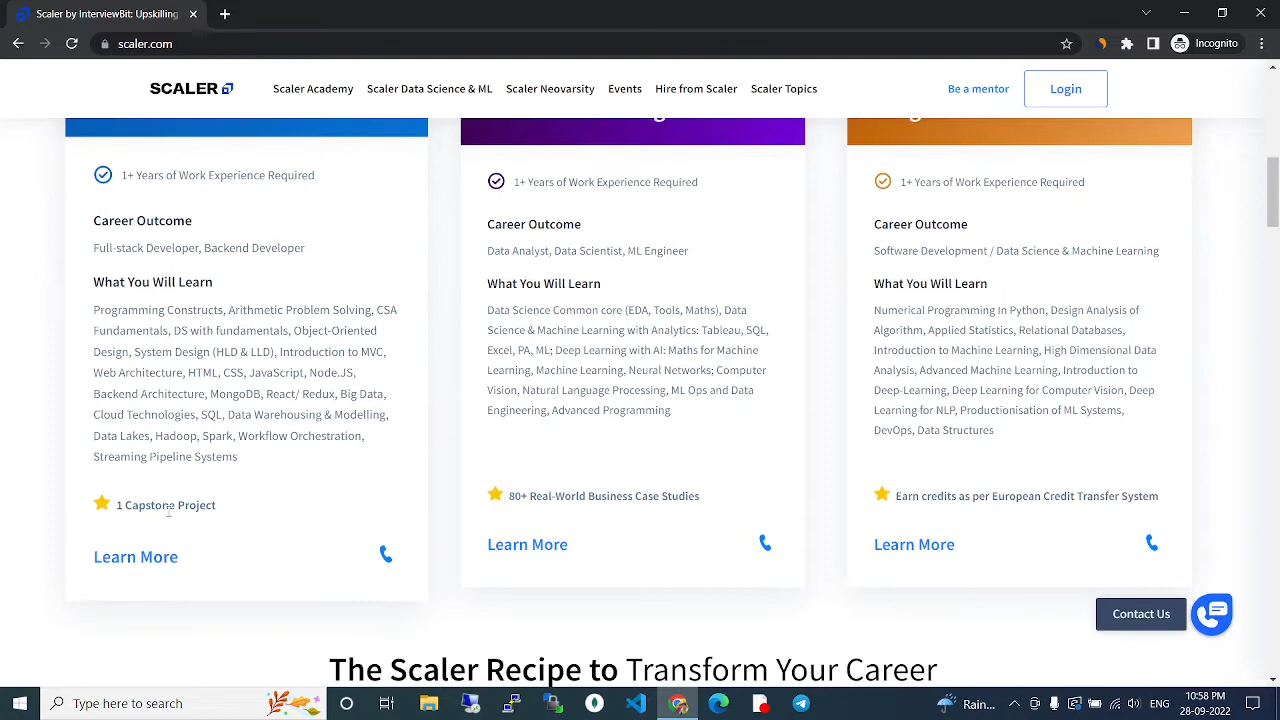 Scaler by InterviewBit: Upskilling
scaler.com
Incognito
SCALER
Scaler Academy
Scaler Data Science & ML
Scaler Neovarsity
Events
Hire from Scaler
Scaler Topics
Be a mentor
Login
1+ Years of Work Experience Required
Career Outcome
Full-stack Developer, Backend Developer
What You Will Learn
Programming Constructs, Arithmetic Problem Solving, CSA
Fundamentals, DS with fundamentals, Object-Oriented
Design, System Design (HLD & LLD), Introduction to MVC,
Web Architecture, HTML, CSS, JavaScript, Node.JS,
Backend Architecture, MongoDB, React/ Redux, Big Data,
Cloud Technologies, SQL, Data Warehousing & Modelling,
Data Lakes, Hadoop, Spark, Workflow Orchestration,
Streaming Pipeline Systems
1 Capstone Project
Learn More
1+ Years of Work Experience Required
Career Outcome
Data Analyst, Data Scientist, ML Engineer
What You Will Learn
Data Science Common core (EDA, Tools, Maths), Data
Science & Machine Learning with Analytics: Tableau, SQL,
Excel, PA, ML; Deep Learning with AI: Maths for Machine
Learning, Machine Learning, Neural Networks; Computer
Vision, Natural Language Processing, ML Ops and Data
Engineering, Advanced Programming
80+ Real-World Business Case Studies
Learn More
1+ Years of Work Experience Required
Career Outcome
Software Development / Data Science & Machine Learning
What You Will Learn
Numerical Programming In Python, Design Analysis of
Algorithm, Applied Statistics, Relational Databases,
Introduction to Machine Learning, High Dimensional Data
Analysis, Advanced Machine Learning, Introduction to
Deep-Learning, Deep Learning for Computer Vision, Deep
Learning for NLP, Productionisation of ML Systems,
DevOps, Data Structures
Earn credits as per European Credit Transfer System
Learn More
Contact Us
The Scaler Recipe to Transform Your Career
Type here to search
Rain...
ENG
10:58 PM
28-09-2022